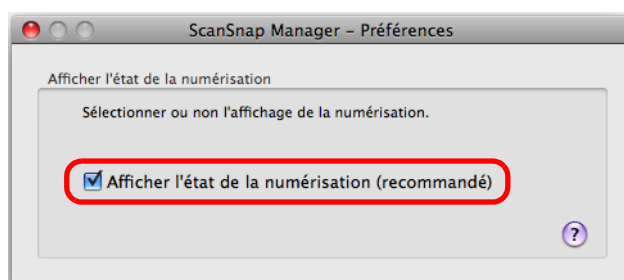 ScanSnap Manager – Préférences
Afficher l'état de la numérisation
Sélectionner ou non l'affichage de la numérisation.
Afficher l'état de la numérisation (recommandé)
?